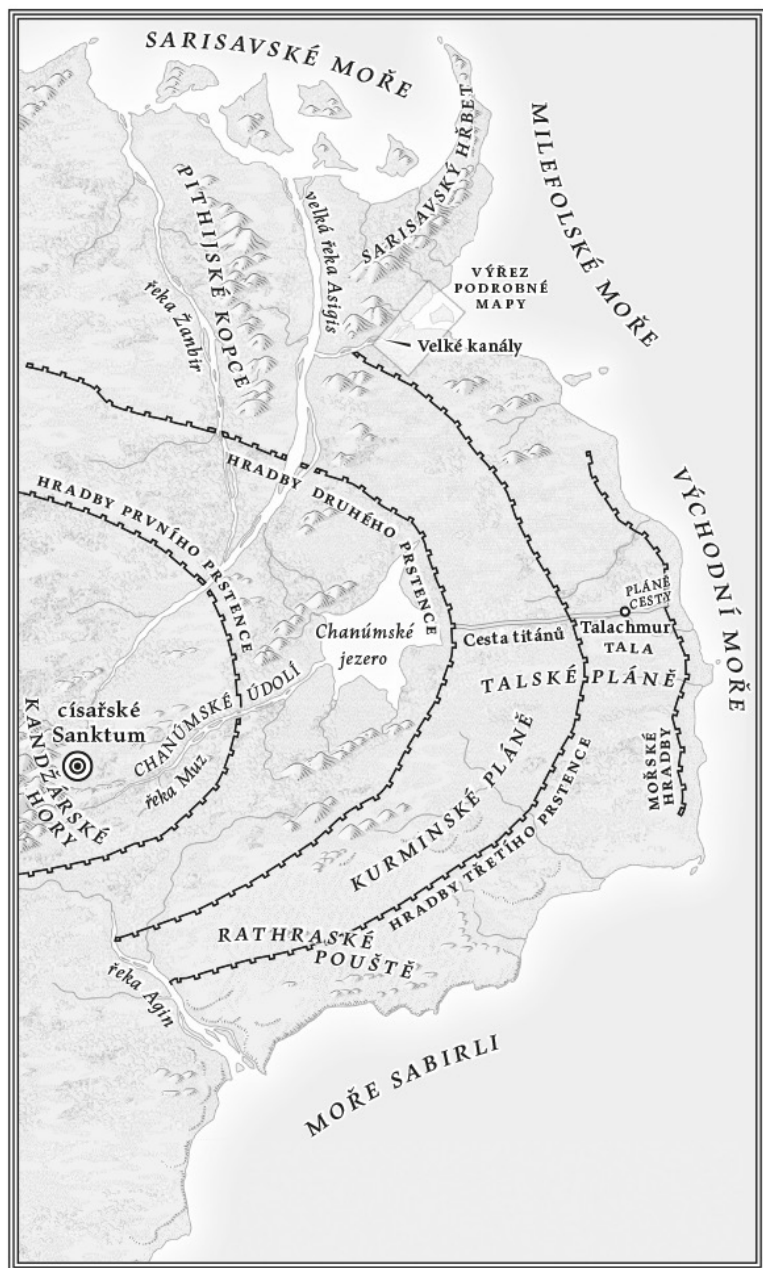 SARISAVSKÉ MOŘE
MILEFOLSKÉ MOŘE
SARISAVSKÝ HŘBET
PITHIJSKÉ KOPCE
velká řeka Asigis
řeka Žanbir
VÝŘEZ
PODROBNÉ
MAPY
Velké kanály
HRADBY DRUHÉHO PRSTENCE
HRADBY PRVNÍHO PRSTENCE
VÝCHODNÍ MOŘE
PLÁNĚ
CESTY
Chanúmské
jezero
Cesta titánů
Talachmur
TALA
TALSKÉ PLÁNĚ
CHANÚMSKÉ ÚDOLÍ
řeka Muz
císařské
Sanktum
KANDŽÁRSKÉ
HORY
MOŘSKÉ
HRADBY
KURMINSKÉ PLÁNĚ
HRADBY TŘETÍHO PRSTENCE
RATHRASKÉ
POUŠTĚ
řeka Agin
MOŘE SABIRLI